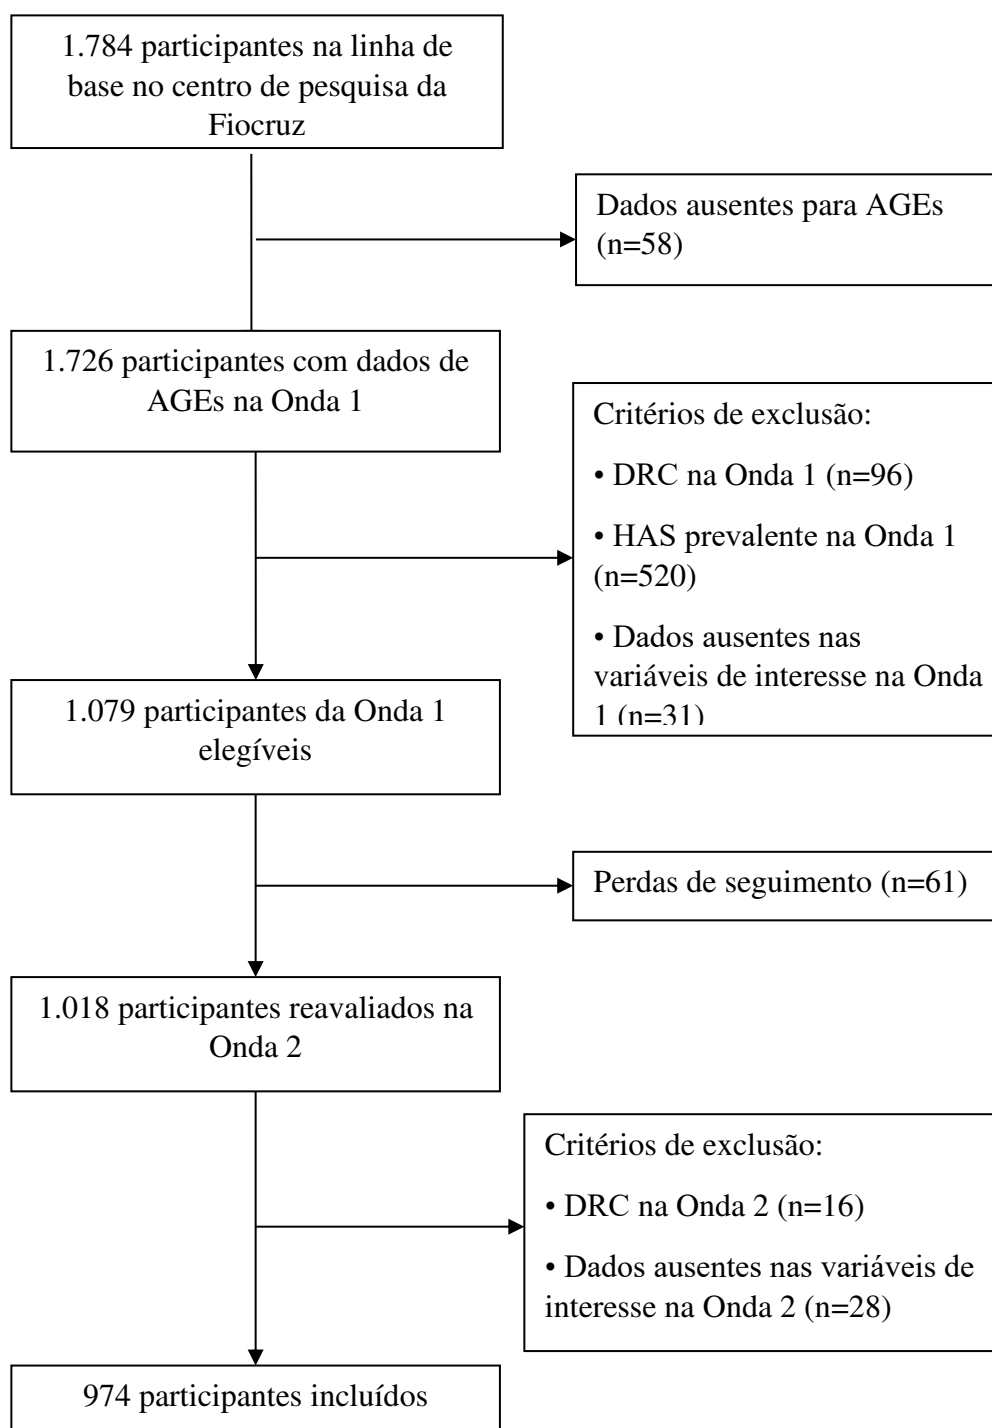 1.784 participantes na linha de
base no centro de pesquisa da
Fiocruz
Dados ausentes para AGEs
(n=58)
1.726 participantes com dados de
AGEs na Onda 1
Critérios de exclusão:
• DRC na Onda 1 (n=96)
• HAS prevalente na Onda 1
(n=520)
• Dados ausentes nas
variáveis de interesse na Onda
1 (n=31)
1.079 participantes da Onda 1
elegíveis
Perdas de seguimento (n=61)
1.018 participantes reavaliados na
Onda 2
Critérios de exclusão:
• DRC na Onda 2 (n=16)
• Dados ausentes nas variáveis de
interesse na Onda 2 (n=28)
974 participantes incluídos